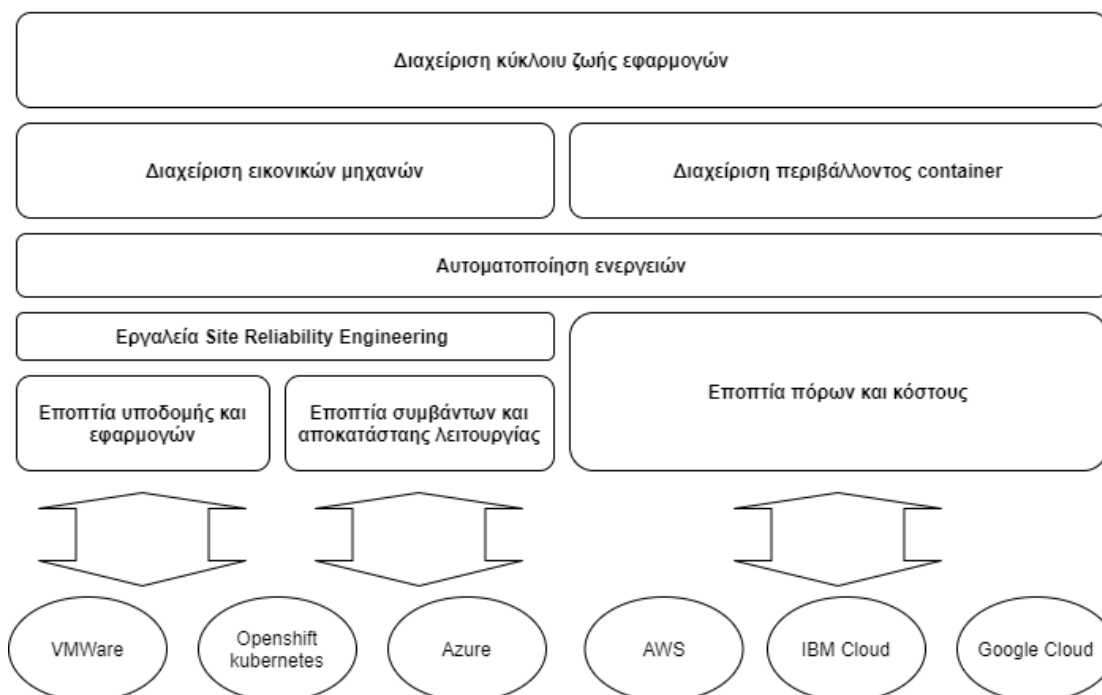 Διαχείριση κύκλοιυ ζωής εφαρμογών
Διαχείριση εικονικών μηχανών
Διαχείριση περιβάλλοντος container
Αυτοματοποίηση ενεργειών
Εργαλεία Site Reliability Engineering
Εποπτία πόρων και κόστους
Εποπτία υποδομής και
εφαρμογών
Εποπτία συμβάντων και
αποκατάστασης λειτουργίας
VMWare
Openshift
kubernetes
Azure
AWS
IBM Cloud
Google Cloud